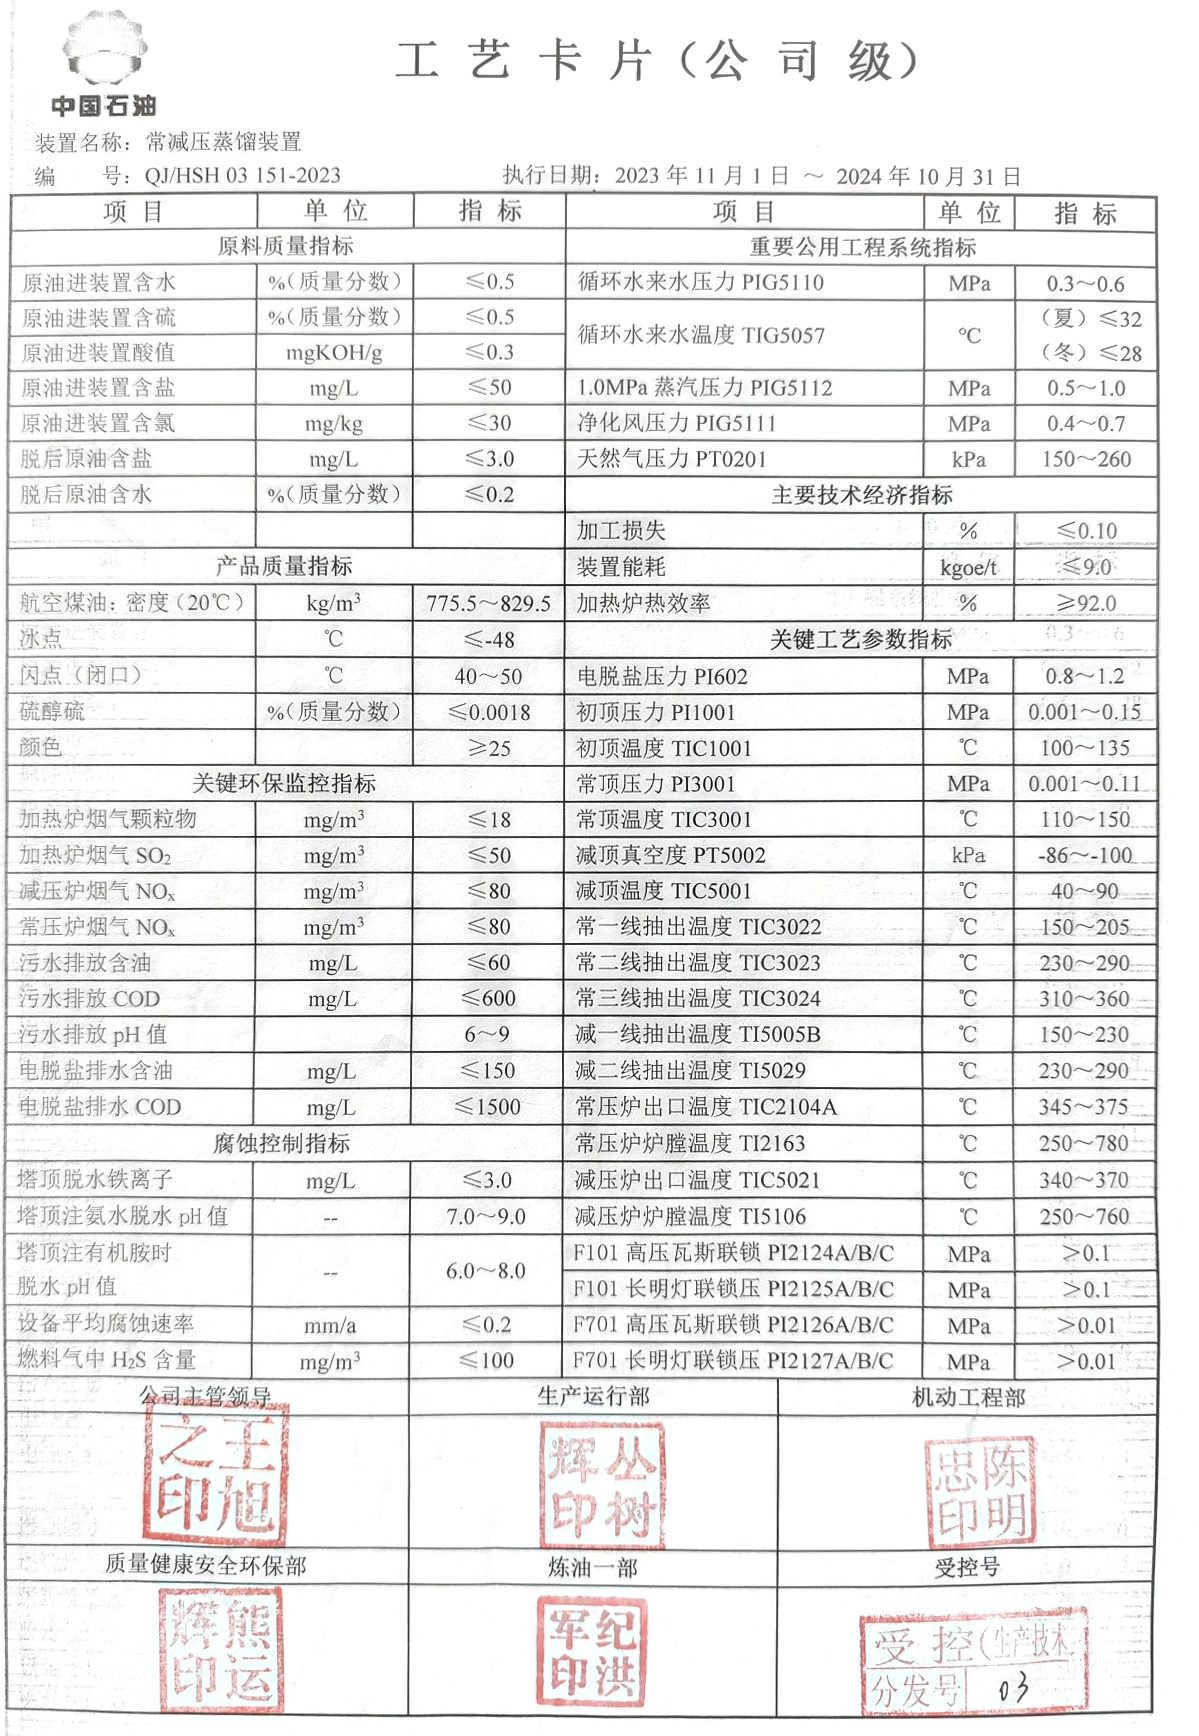 中国石油
工艺卡片（公司级）
装置名称：常减压蒸馏装置
编 号：QJ/HSH 03 151-2023 执行日期：2023 年 11 月 1 日 ～ 2024 年 10 月 31 日
项 目 单 位 指 标 项 目 单 位 指 标
原料质量指标 重要公用工程系统指标
原油进装置含水 %（质量分数） ≤0.5 循环水来水压力 PIG5110 MPa 0.3～0.6
原油进装置含硫 %（质量分数） ≤0.5 循环水来水温度 TIG5057 ℃ （夏）≤32
原油进装置酸值 mgKOH/g ≤0.3 （冬）≤28
原油进装置含盐 mg/L ≤50 1.0MPa 蒸汽压力 PIG5112 MPa 0.5～1.0
原油进装置含氯 mg/kg ≤30 净化风压力 PIG5111 MPa 0.4～0.7
脱后原油含盐 mg/L ≤3.0 天然气压力 PT0201 kPa 150～260
脱后原油含水 %（质量分数） ≤0.2 主要技术经济指标
加工损失 % ≤0.10
产品质量指标 装置能耗 kgoe/t ≤9.0
航空煤油：密度（20℃） kg/m³ 775.5～829.5 加热炉热效率 % ≥92.0
冰点 ℃ ≤-48 关键工艺参数指标
闪点（闭口） ℃ 40～50 电脱盐压力 PI602 MPa 0.8～1.2
硫醇硫 %（质量分数） ≤0.0018 初顶压力 PI1001 MPa 0.001～0.15
颜色 ≥25 初顶温度 TIC1001 ℃ 100～135
关键环保监控指标 常顶压力 PI3001 MPa 0.001～0.11
加热炉烟气颗粒物 mg/m³ ≤18 常顶温度 TIC3001 ℃ 110～150
加热炉烟气 SO₂ mg/m³ ≤50 减顶真空度 PT5002 kPa -86～-100
减压炉烟气 NOₓ mg/m³ ≤80 减顶温度 TIC5001 ℃ 40～90
常压炉烟气 NOₓ mg/m³ ≤80 常一线抽出温度 TIC3022 ℃ 150～205
污水排放含油 mg/L ≤60 常二线抽出温度 TIC3023 ℃ 230～290
污水排放 COD mg/L ≤600 常三线抽出温度 TIC3024 ℃ 310～360
污水排放 pH 值 6～9 减一线抽出温度 TI5005B ℃ 150～230
电脱盐排水含油 mg/L ≤150 减二线抽出温度 TI5029 ℃ 230～290
电脱盐排水 COD mg/L ≤1500 常压炉出口温度 TIC2104A ℃ 345～375
腐蚀控制指标 常压炉炉膛温度 TI2163 ℃ 250～780
塔顶脱水铁离子 mg/L ≤3.0 减压炉出口温度 TIC5021 ℃ 340～370
塔顶注氨水脱水 pH 值 -- 7.0～9.0 减压炉炉膛温度 TI5106 ℃ 250～760
塔顶注有机胺时 -- 6.0～8.0 F101 高压瓦斯联锁 PI2124A/B/C MPa ＞0.1
脱水 pH 值 F101 长明灯联锁压 PI2125A/B/C MPa ＞0.1
设备平均腐蚀速率 mm/a ≤0.2 F701 高压瓦斯联锁 PI2126A/B/C MPa ＞0.01
燃料气中 H₂S 含量 mg/m³ ≤100 F701 长明灯联锁压 PI2127A/B/C MPa ＞0.01
公司主管领导 生产运行部 机动工程部
王旭之印 丛树辉印 陈明忠印
质量健康安全环保部 炼油一部 受控号
熊运辉印 纪洪军印 受控（生产技术
分发号 03